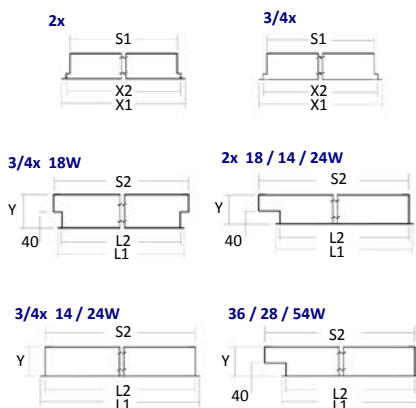 2x
S1
X2
X1
3/4x
S1
X2
X1
3/4x 18W
S2
Y
40
L2
L1
2x 18 / 14 / 24W
S2
Y
40
L2
L1
3/4x 14 / 24W
S2
Y
L2
L1
36 / 28 / 54W
S2
Y
40
L2
L1